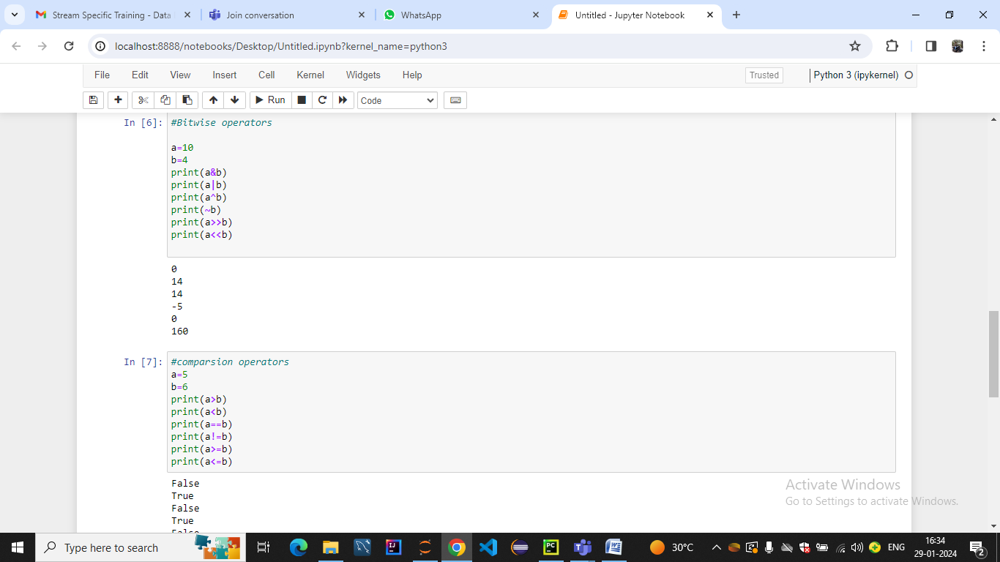 Stream Specific Training - Data
Join conversation
WhatsApp
Untitled - Jupyter Notebook
localhost:8888/notebooks/Desktop/Untitled.ipynb?kernel_name=python3
File Edit View Insert Cell Kernel Widgets Help
Trusted
Python 3 (ipykernel)
Run
Code
In [6]:
#Bitwise operators
a=10
b=4
print(a&b)
print(a|b)
print(a^b)
print(~b)
print(a>>b)
print(a<<b)
0
14
14
-5
0
160
In [7]:
#comparsion operators
a=5
b=6
print(a>b)
print(a<b)
print(a==b)
print(a!=b)
print(a>=b)
print(a<=b)
False
True
False
True
False
Activate Windows
Go to Settings to activate Windows.
Type here to search
30°C
ENG
16:34
29-01-2024
2